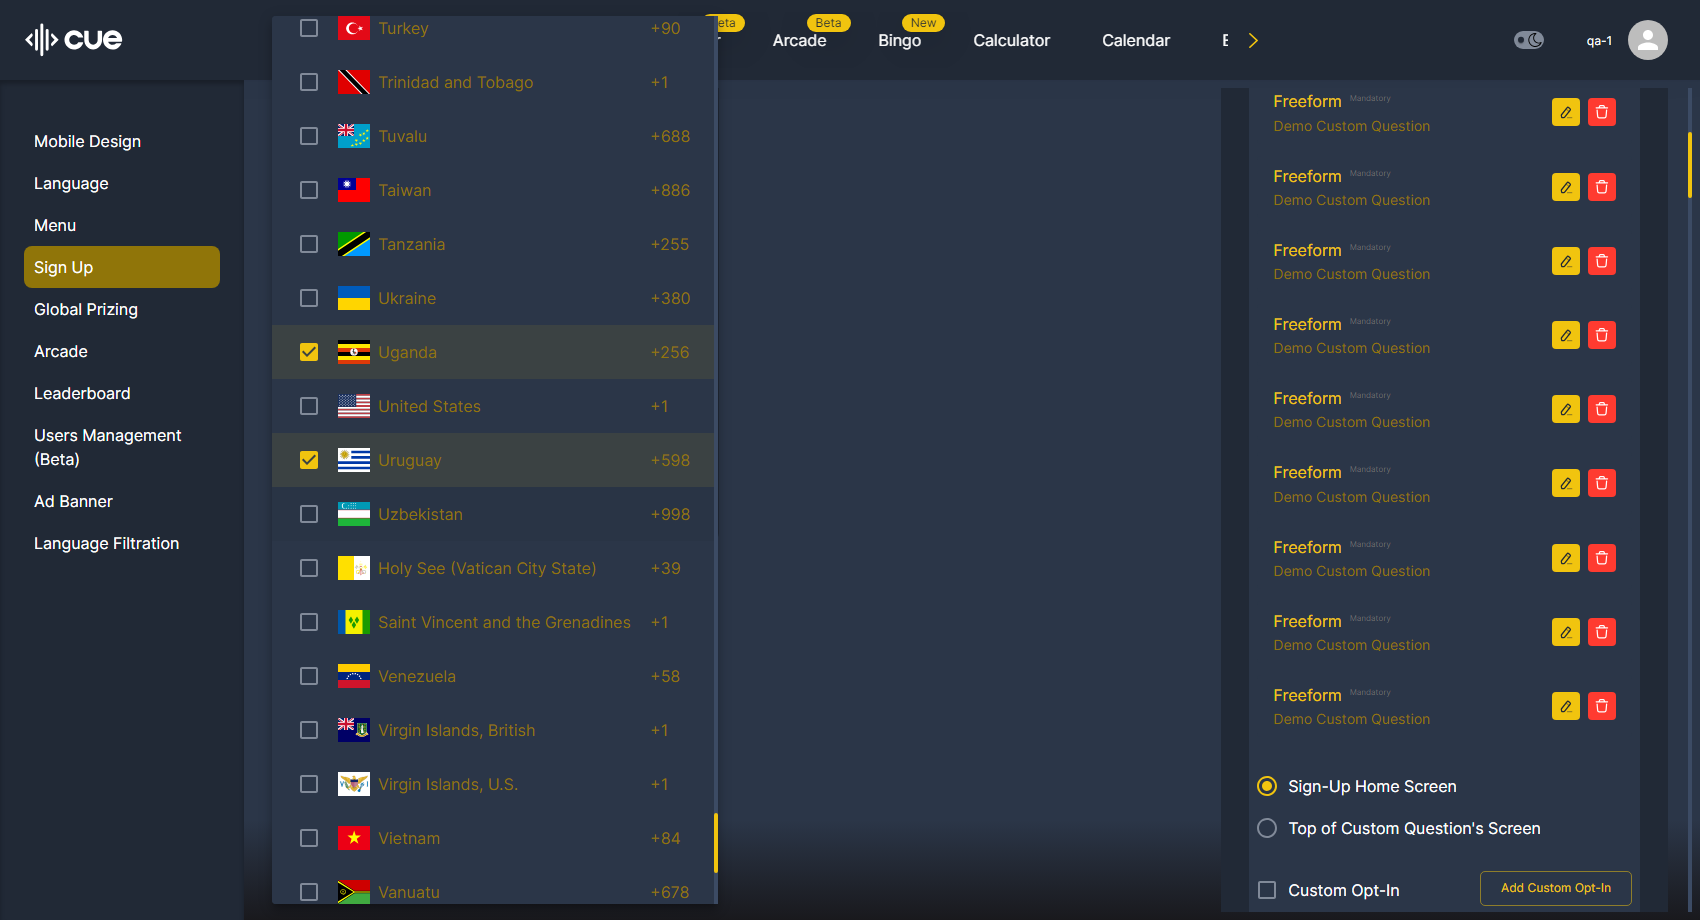 cue
Beta
Beta
New
Arcade
Bingo
Calculator
Calendar
qa-1
Mobile Design
Language
Menu
Sign Up
Global Prizing
Arcade
Leaderboard
Users Management
(Beta)
Ad Banner
Language Filtration
Turkey +90
Trinidad and Tobago +1
Tuvalu +688
Taiwan +886
Tanzania +255
Ukraine +380
Uganda +256
United States +1
Uruguay +598
Uzbekistan +998
Holy See (Vatican City State) +39
Saint Vincent and the Grenadines +1
Venezuela +58
Virgin Islands, British +1
Virgin Islands, U.S. +1
Vietnam +84
Vanuatu +678
Freeform Mandatory
Demo Custom Question
Freeform Mandatory
Demo Custom Question
Freeform Mandatory
Demo Custom Question
Freeform Mandatory
Demo Custom Question
Freeform Mandatory
Demo Custom Question
Freeform Mandatory
Demo Custom Question
Freeform Mandatory
Demo Custom Question
Freeform Mandatory
Demo Custom Question
Freeform Mandatory
Demo Custom Question
Sign-Up Home Screen
Top of Custom Question's Screen
Custom Opt-In
Add Custom Opt-In